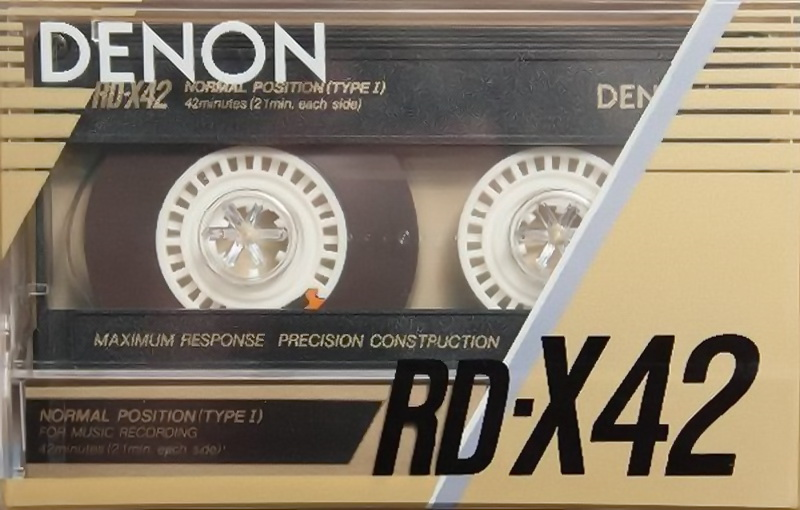 DENON
RD-X42 NORMAL POSITION (TYPE I)
42minutes (21min. each side)
DEN
MAXIMUM RESPONSE PRECISION CONSTRUCTION
RD-X42
NORMAL POSITION (TYPE I)
FOR MUSIC RECORDING
42minutes (21min. each side)